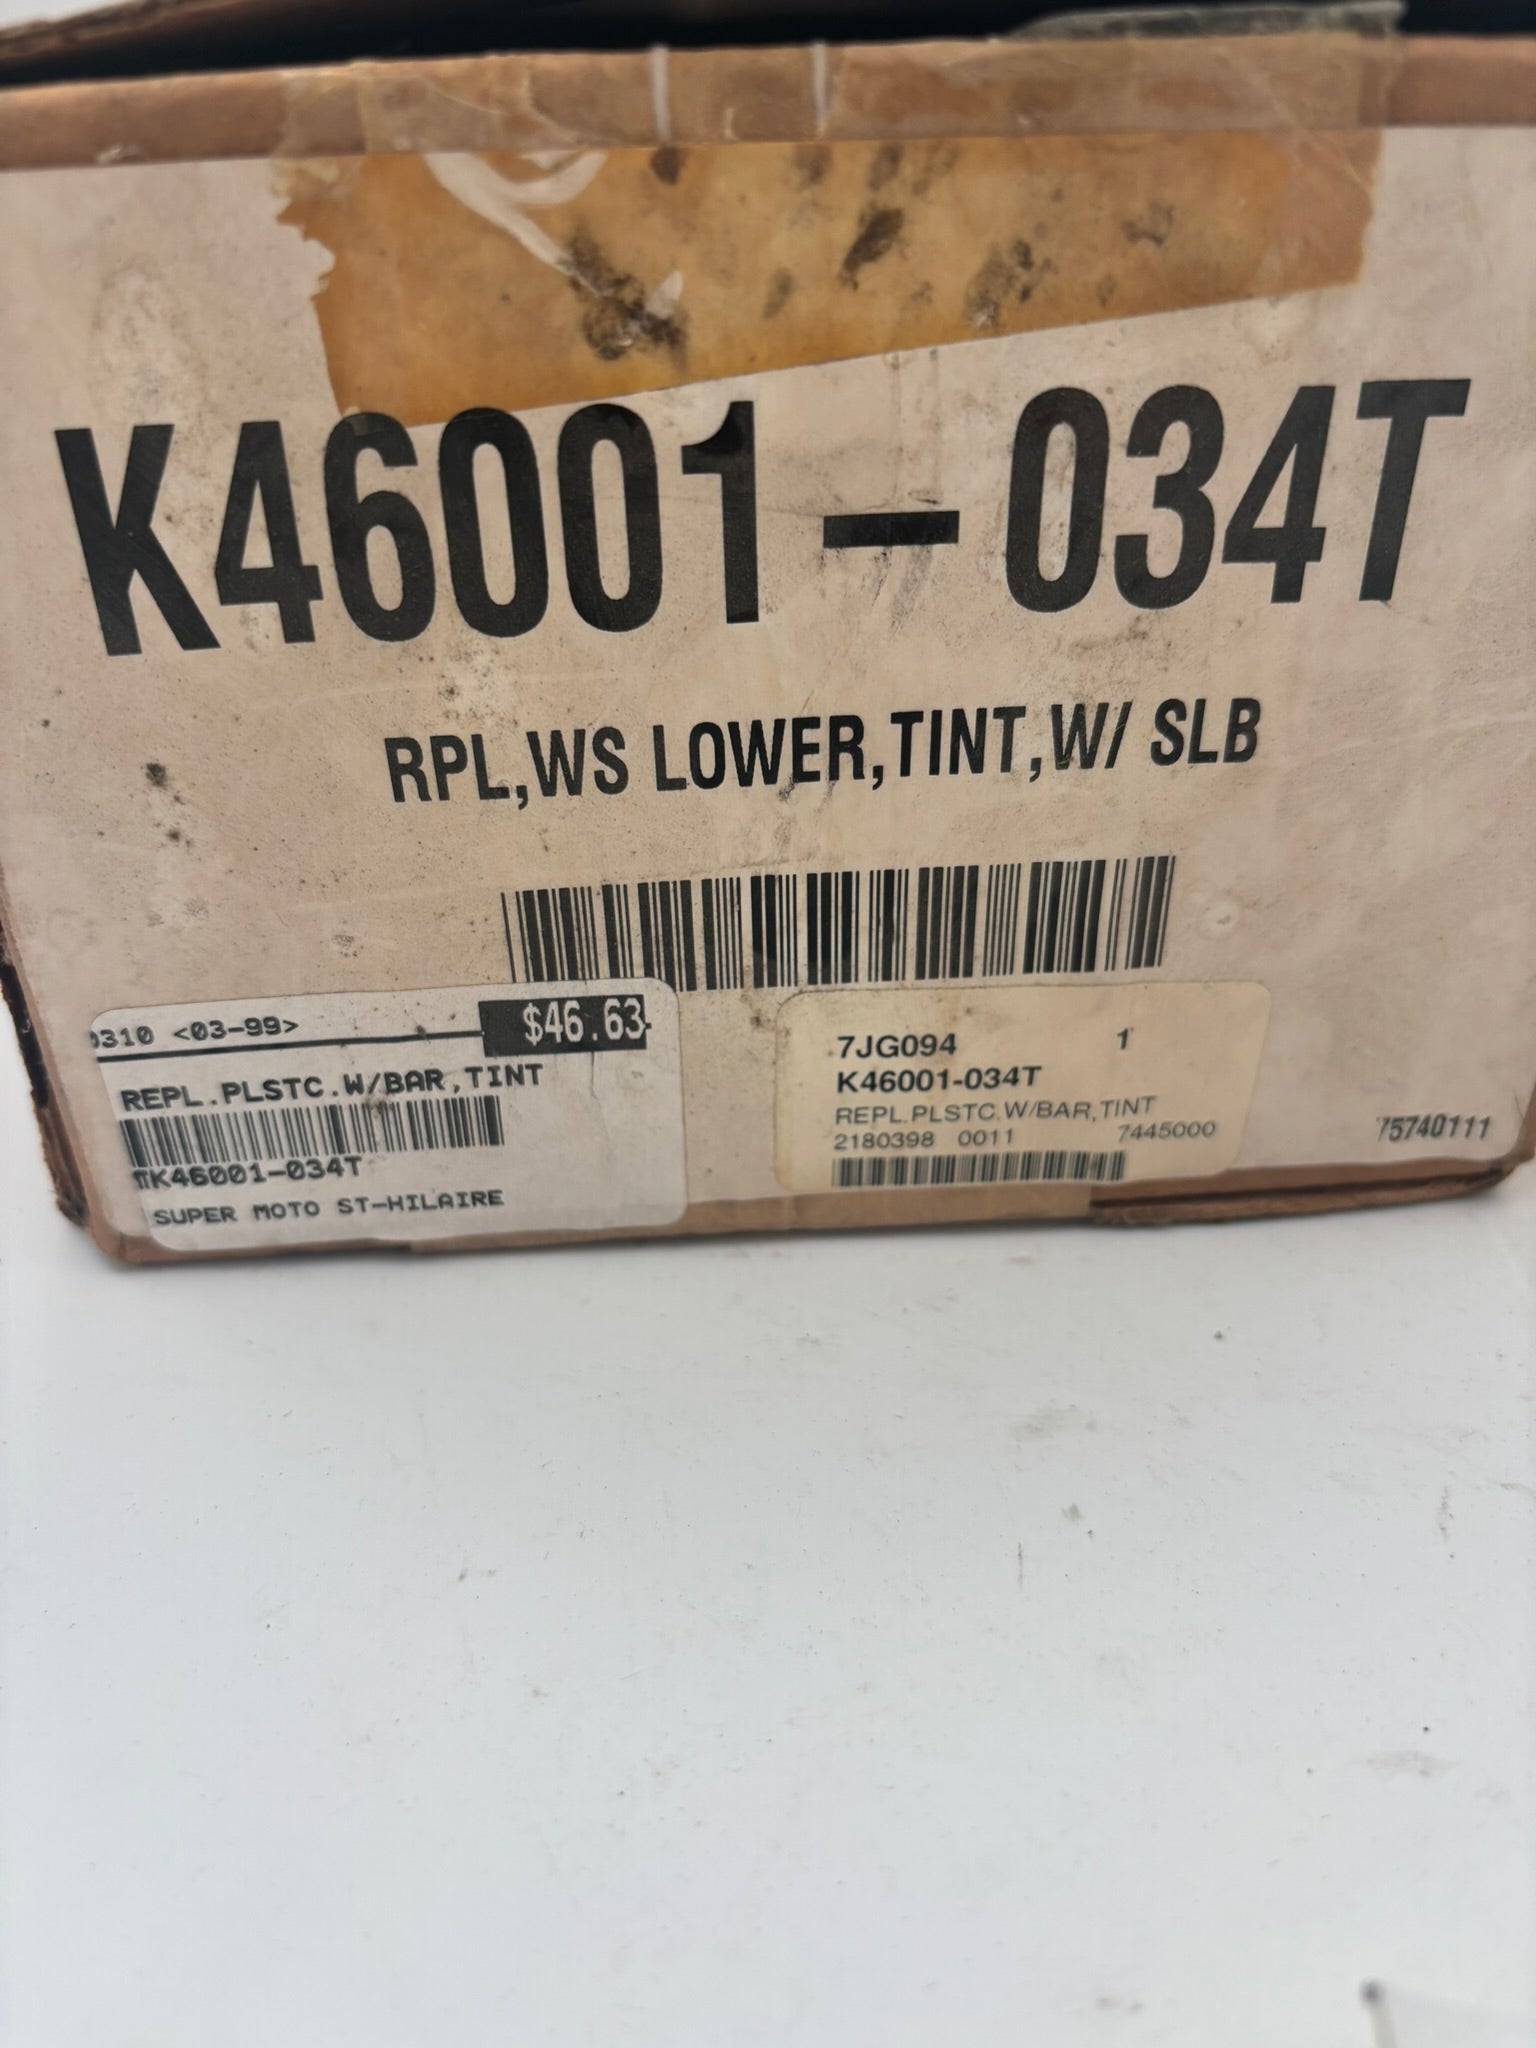 K46001-034T
RPL,WS LOWER,TINT,W/ SLB
0310 <03-99>
$46.63
REPL.PLSTC.W/BAR,TINT
K46001-034T
SUPER MOTO ST-HILAIRE
7JG094 1
K46001-034T
REPL.PLSTC.W/BAR,TINT
2180398 0011 7445000
75740111